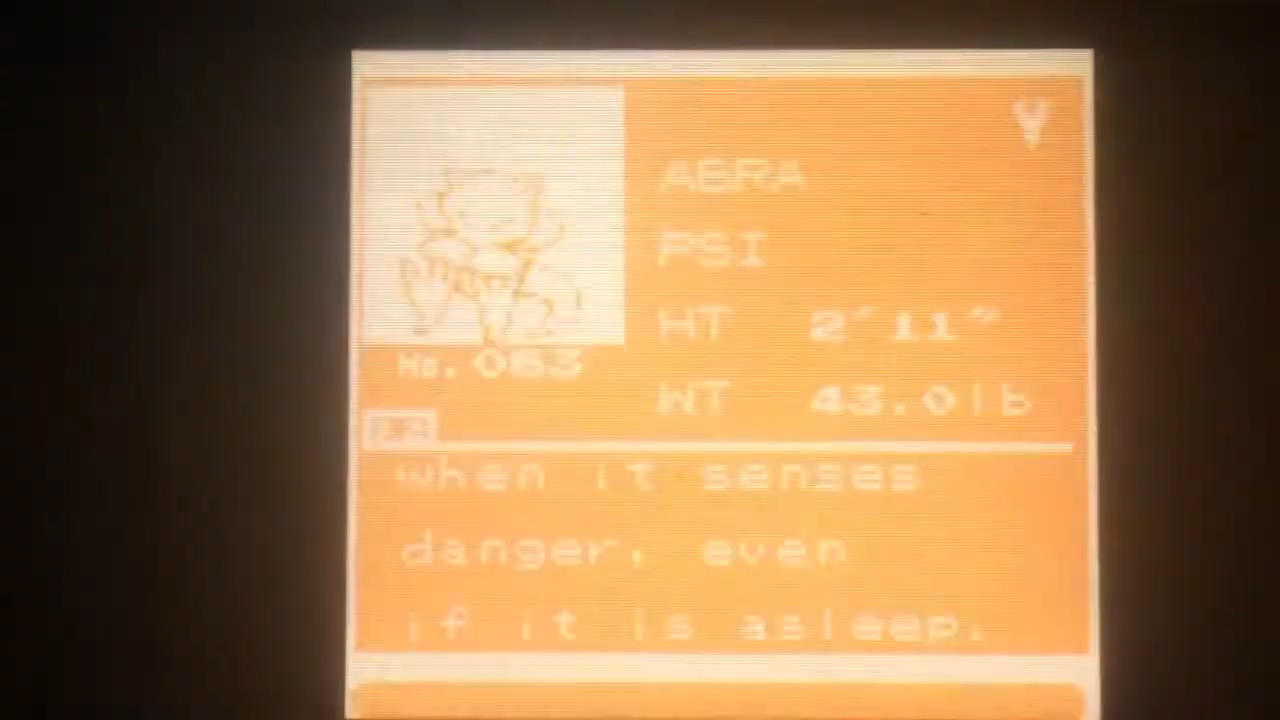 ABRA
PSI
HT 2'11"
No.063
WT 43.0lb
P.2
when it senses
danger, even
if it is asleep.